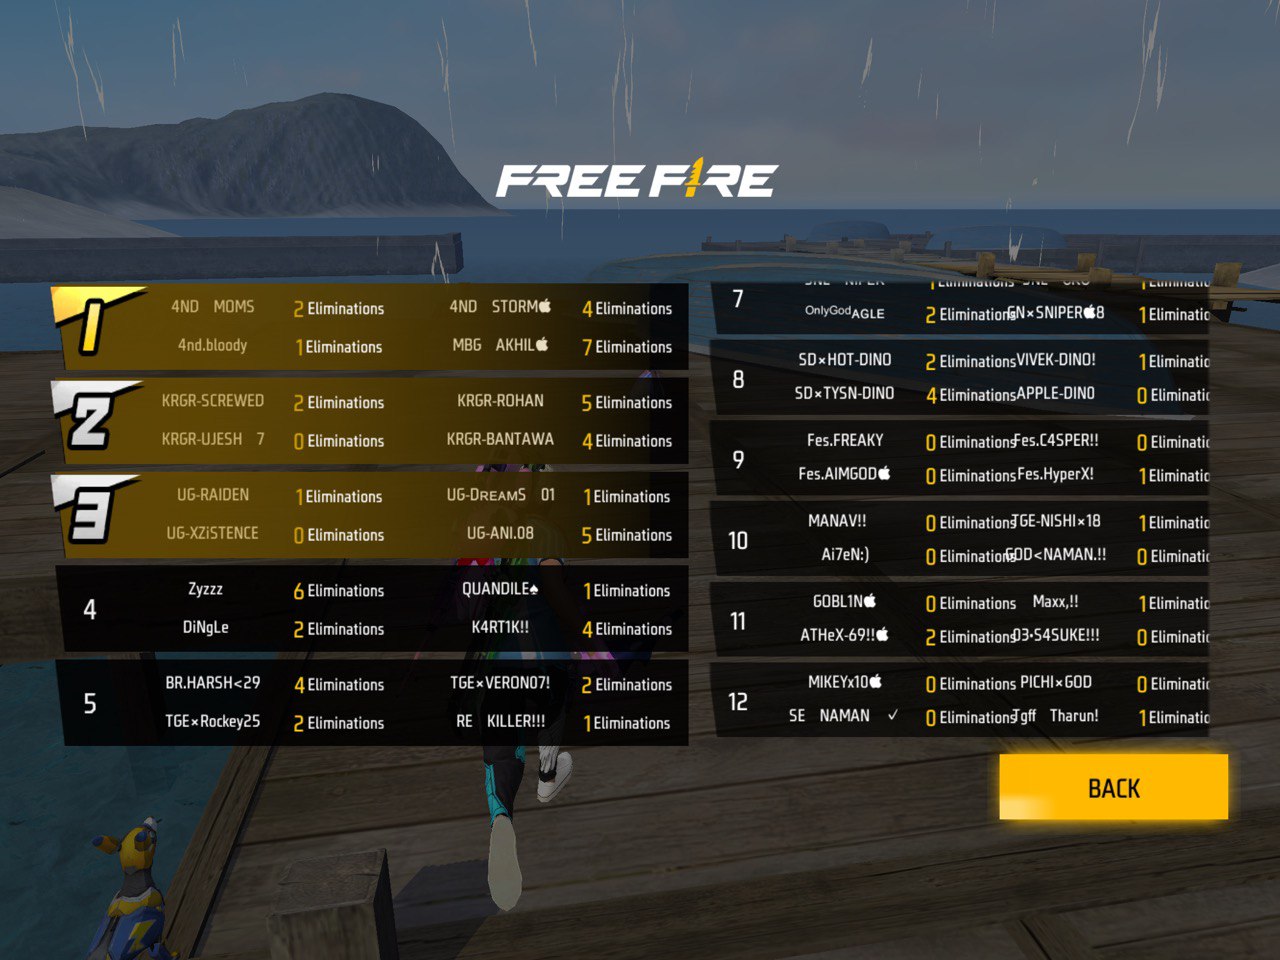 FREE FIRE
1
4ND MOMS 2 Eliminations 4ND STORM 4 Eliminations
4nd.bloody 1 Eliminations MBG AKHIL 7 Eliminations
2
KRGR-SCREWED 2 Eliminations KRGR-ROHAN 5 Eliminations
KRGR-UJESH 7 0 Eliminations KRGR-BANTAWA 4 Eliminations
3
UG-RAIDEN 1 Eliminations UG-DREAMS 01 1 Eliminations
UG-XZiSTENCE 0 Eliminations UG-ANI.08 5 Eliminations
4
Zyzzz 6 Eliminations QUANDILE♠ 1 Eliminations
DiNgLe 2 Eliminations K4RT1K!! 4 Eliminations
5
BR.HARSH<29 4 Eliminations TGE×VERON07! 2 Eliminations
TGE×Rockey25 2 Eliminations RE KILLER!!! 1 Eliminations
7
OnlyGodAGLE 2 Eliminations GN×SNIPER8 1 Eliminatio
8
SD×HOT-DINO 2 Eliminations VIVEK-DINO! 1 Eliminatio
SD×TYSN-DINO 4 Eliminations APPLE-DINO 0 Eliminatio
9
Fes.FREAKY 0 Eliminations Fes.C4SPER!! 0 Eliminatio
Fes.AIMGOD 0 Eliminations Fes.HyperX! 1 Eliminatio
10
MANAV!! 0 Eliminations TGE-NISHI×18 1 Eliminatio
Ai7eN:) 0 Eliminations GOD<NAMAN.!! 0 Eliminatio
11
GOBL1N 0 Eliminations Maxx,!! 1 Eliminatio
ATHeX-69!! 2 Eliminations 03•S4SUKE!!! 0 Eliminatio
12
MIKEYx10 0 Eliminations PICHI×GOD 0 Eliminatio
SE NAMAN ✓ 0 Eliminations Tgff Tharun! 1 Eliminatio
BACK